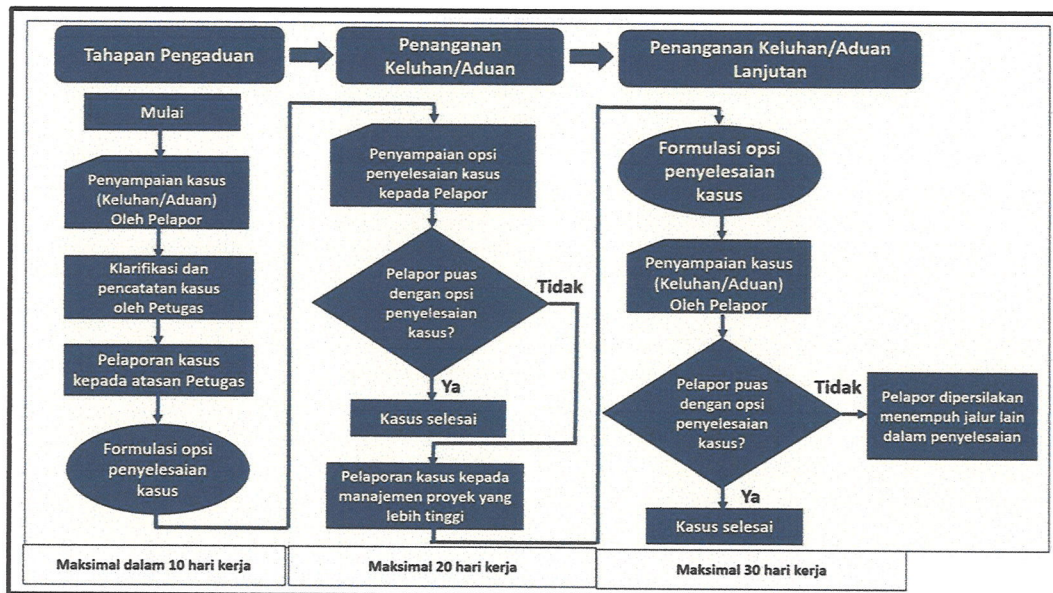 Tahapan Pengaduan
Penanganan
Keluhan/Aduan
Penanganan Keluhan/Aduan
Lanjutan
Mulai
Penyampaian kasus
(Keluhan/Aduan)
Oleh Pelapor
Klarifikasi dan
pencatatan kasus
oleh Petugas
Pelaporan kasus
kepada atasan Petugas
Formulasi opsi
penyelesaian
kasus
Maksimal dalam 10 hari kerja
Penyampaian opsi
penyelesaian kasus
kepada Pelapor
Pelapor puas
dengan opsi
penyelesaian
kasus?
Tidak
Ya
Kasus selesai
Pelaporan kasus kepada
manajemen proyek yang
lebih tinggi
Maksimal 20 hari kerja
Formulasi opsi
penyelesaian
kasus
Penyampaian kasus
(Keluhan/Aduan)
Oleh Pelapor
Pelapor puas
dengan opsi
penyelesaian
kasus?
Tidak
Pelapor dipersilakan
menempuh jalur lain
dalam penyelesaian
Ya
Kasus selesai
Maksimal 30 hari kerja